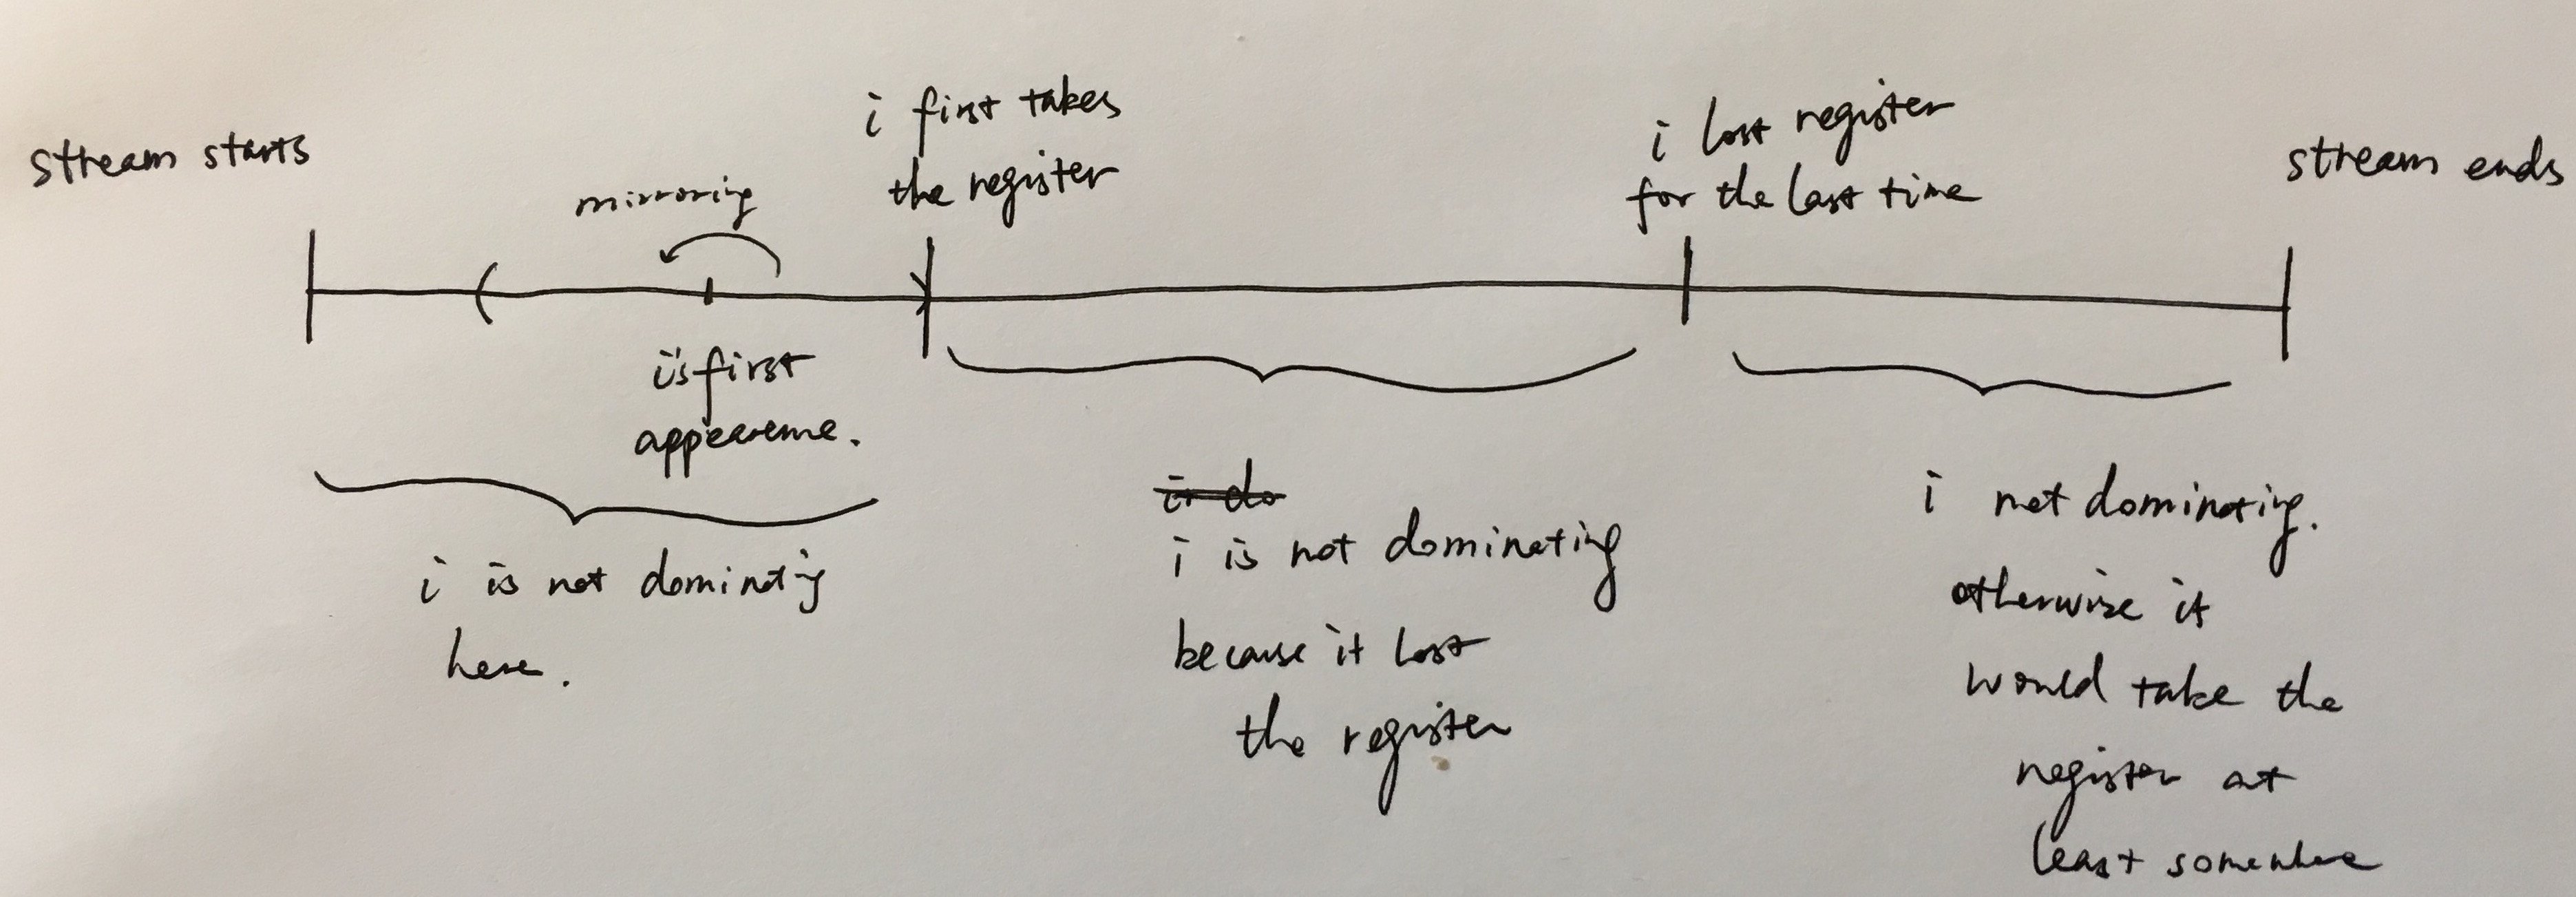 stream starts
mirroring
i first takes
the register
i lost register
for the last time
stream ends
i's first
appearence.
i is not dominatig
here.
i do
i is not dominating
because it lost
the register
i not dominating.
otherwise it
would take the
register at
least somewhere